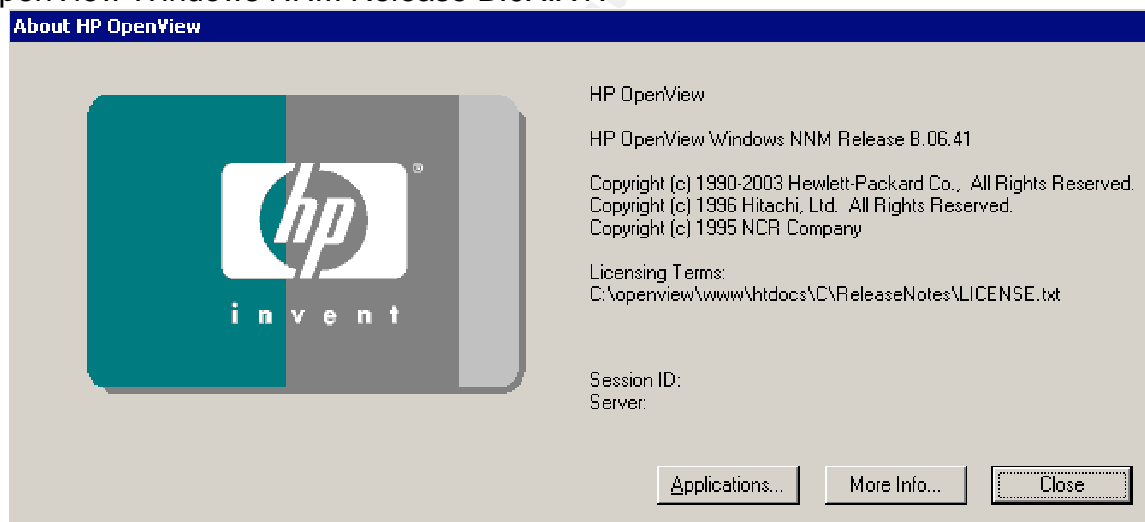 About HP OpenView
HP OpenView
HP OpenView Windows NNM Release B.06.41
Copyright (c) 1990-2003 Hewlett-Packard Co., All Rights Reserved.
Copyright (c) 1996 Hitachi, Ltd. All Rights Reserved.
Copyright (c) 1995 NCR Company
Licensing Terms:
C:\openview\www\htdocs\C\ReleaseNotes\LICENSE.txt
hp ®
invent
Session ID:
Server:
Applications... More Info... Close